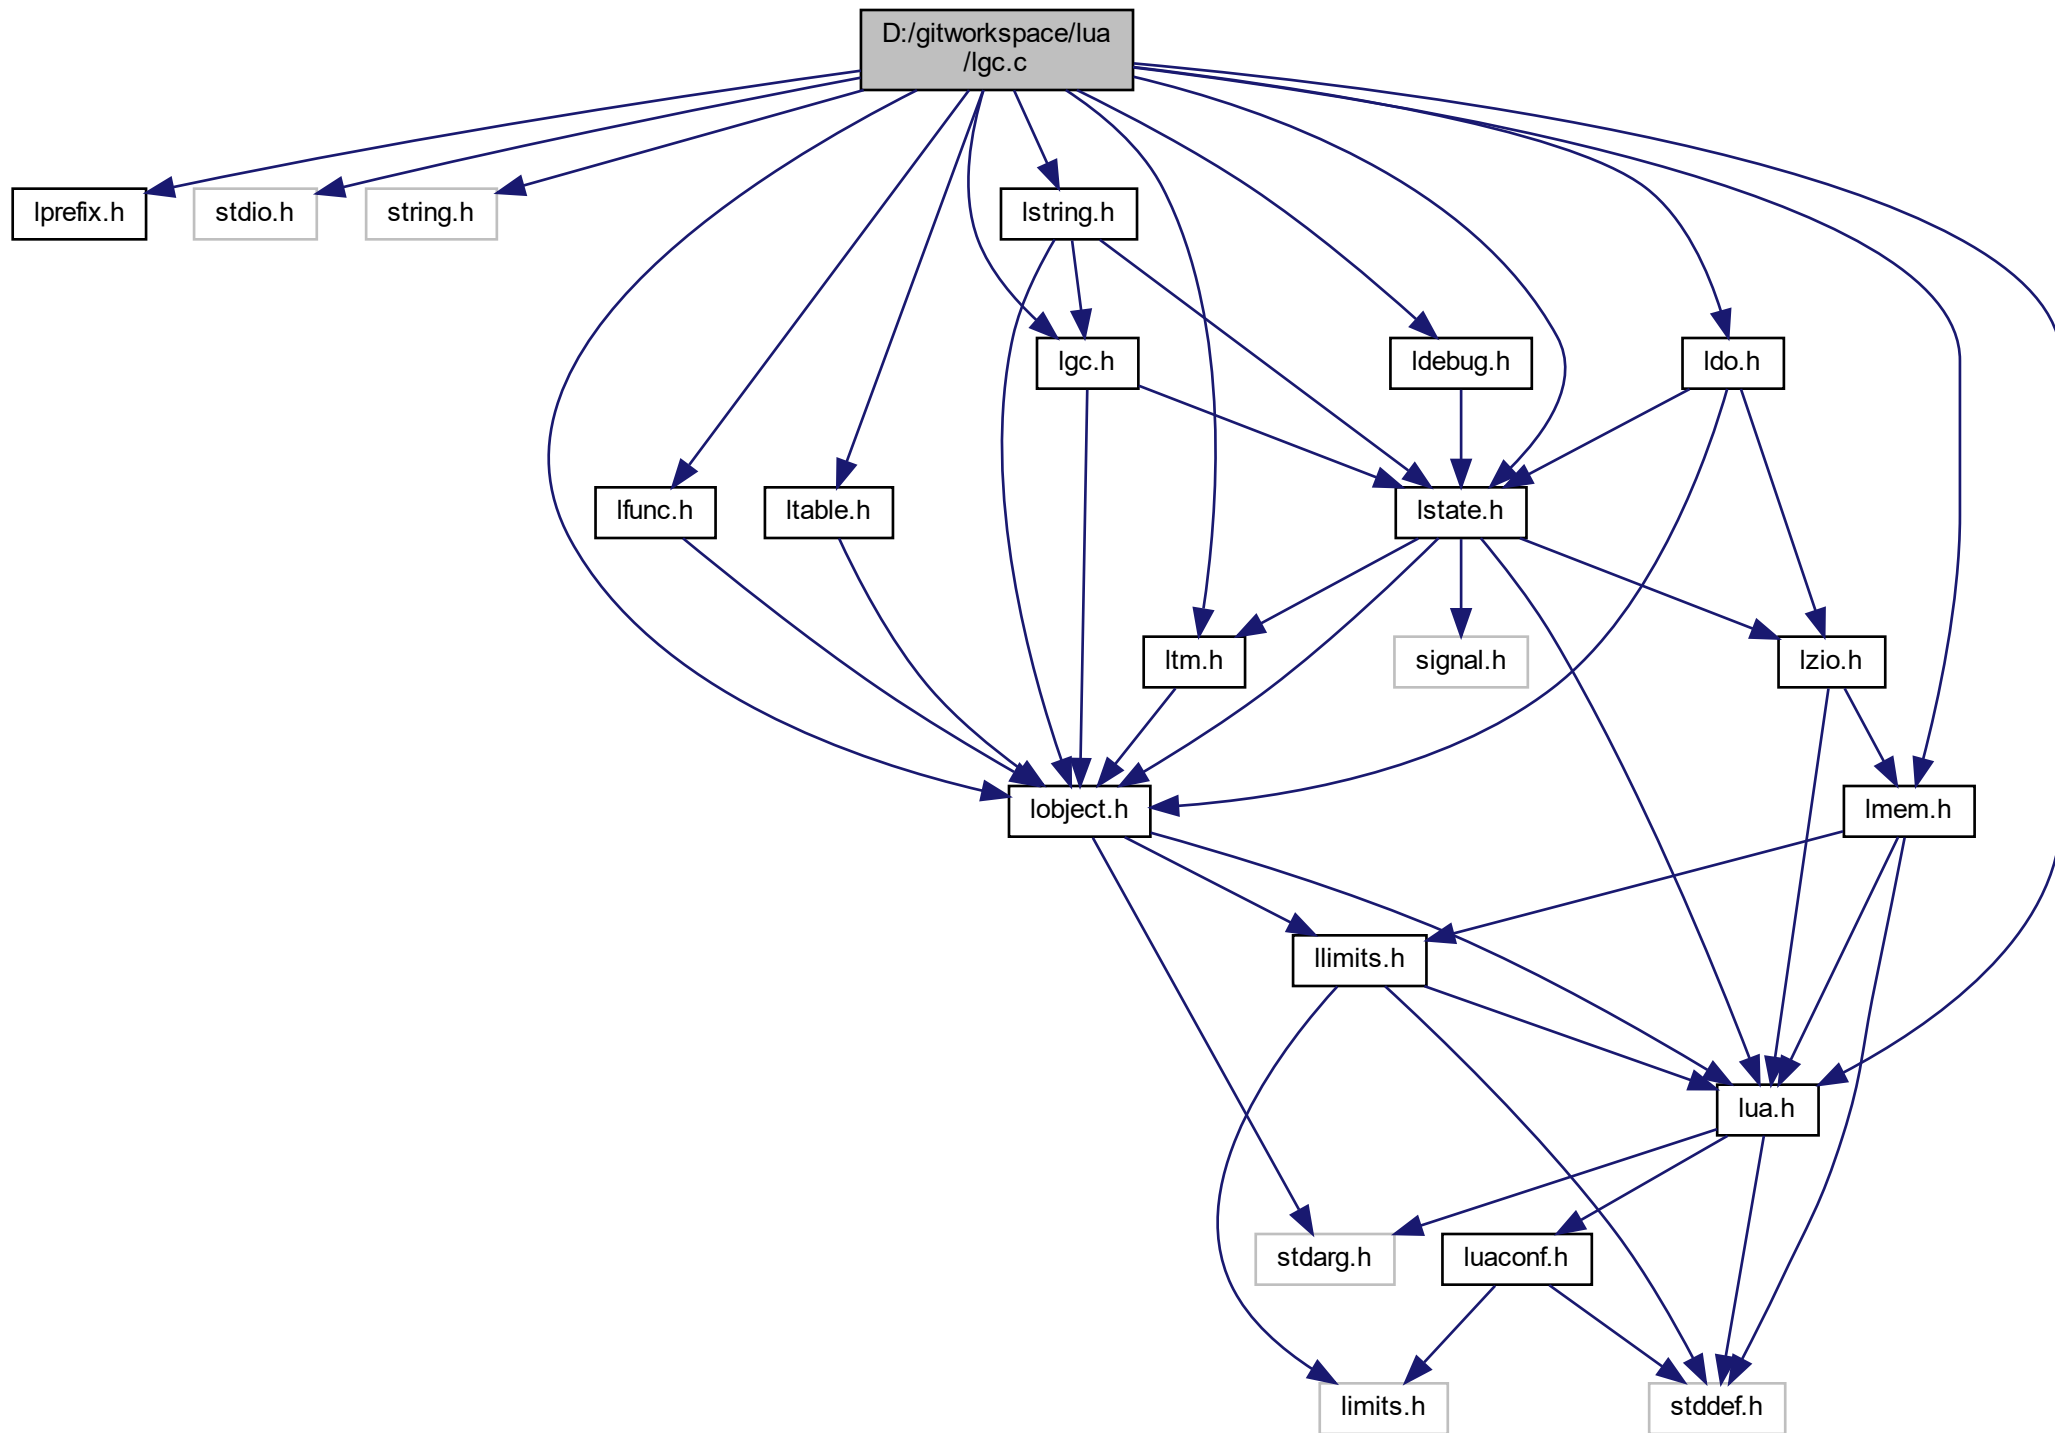 D:/gitworkspace/lua
/lgc.c
lprefix.h
stdio.h
string.h
lstring.h
lgc.h
ldebug.h
ldo.h
lfunc.h
ltable.h
lstate.h
ltm.h
signal.h
lzio.h
lobject.h
lmem.h
llimits.h
lua.h
stdarg.h
luaconf.h
limits.h
stddef.h